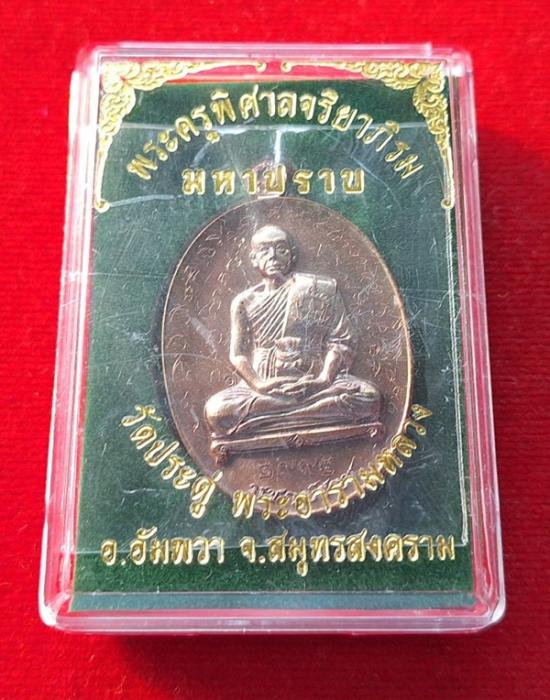 พระครูพิศาลจริยาภิรม
มหาปราบ
วัดประดู่ พระอารามหลวง
อ.อัมพวา จ.สมุทรสงคราม